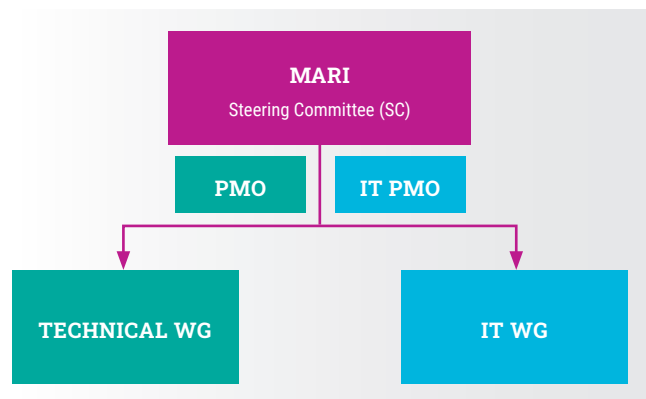 MARI
Steering Committee (SC)
PMO
IT PMO
TECHNICAL WG
IT WG